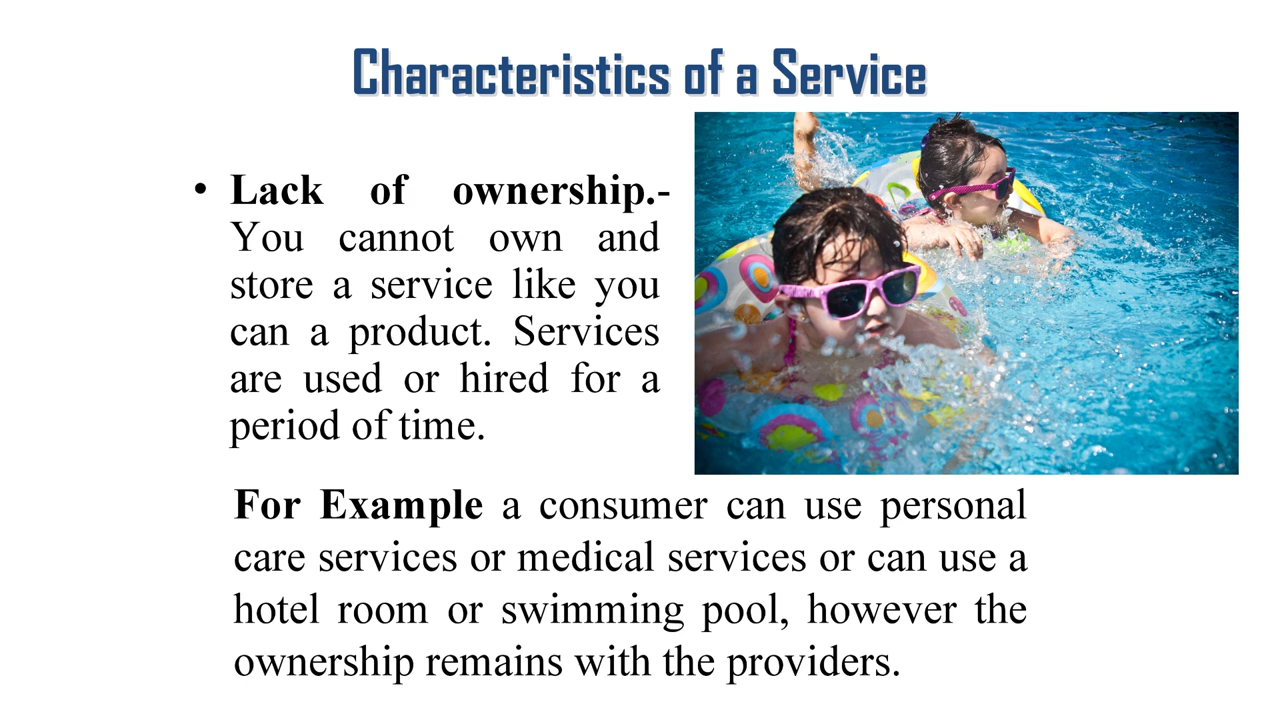 Characteristics of a Service
• Lack of ownership.-
You cannot own and
store a service like you
can a product. Services
are used or hired for a
period of time.
For Example a consumer can use personal
care services or medical services or can use a
hotel room or swimming pool, however the
ownership remains with the providers.